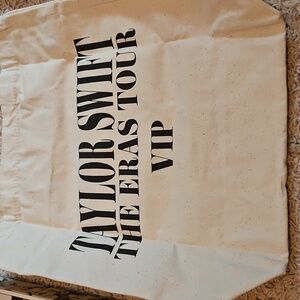 TAYLOR SWIFT
THE ERAS TOUR
VIP